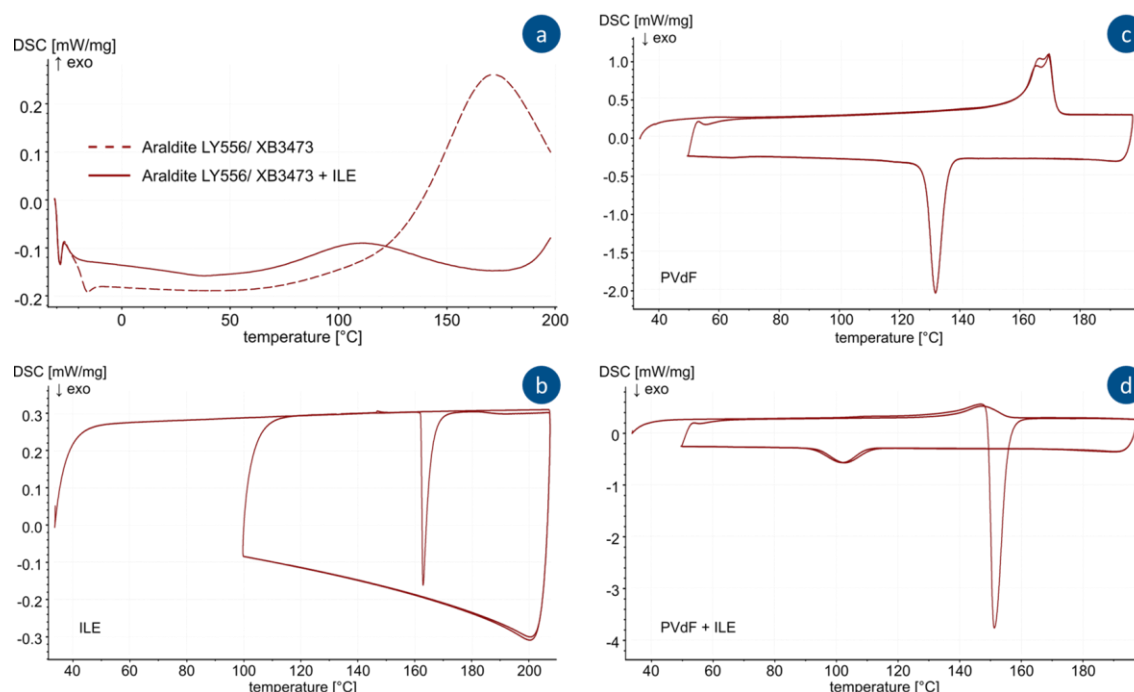 DSC [mW/mg]
↑ exo
a
0.2
0.1
0.0
-0.1
-0.2
Araldite LY556/ XB3473
Araldite LY556/ XB3473 + ILE
0 50 100 150 200
temperature [°C]
DSC [mW/mg]
↓ exo
c
1.0
0.5
0.0
-0.5
-1.0
-1.5
-2.0
PVdF
40 60 80 100 120 140 160 180
temperature [°C]
DSC [mW/mg]
↓ exo
b
0.3
0.2
0.1
0.0
-0.1
-0.2
-0.3
ILE
40 60 80 100 120 140 160 180 200
temperature [°C]
DSC [mW/mg]
↓ exo
d
0
-1
-2
-3
-4
PVdF + ILE
40 60 80 100 120 140 160 180
temperature [°C]